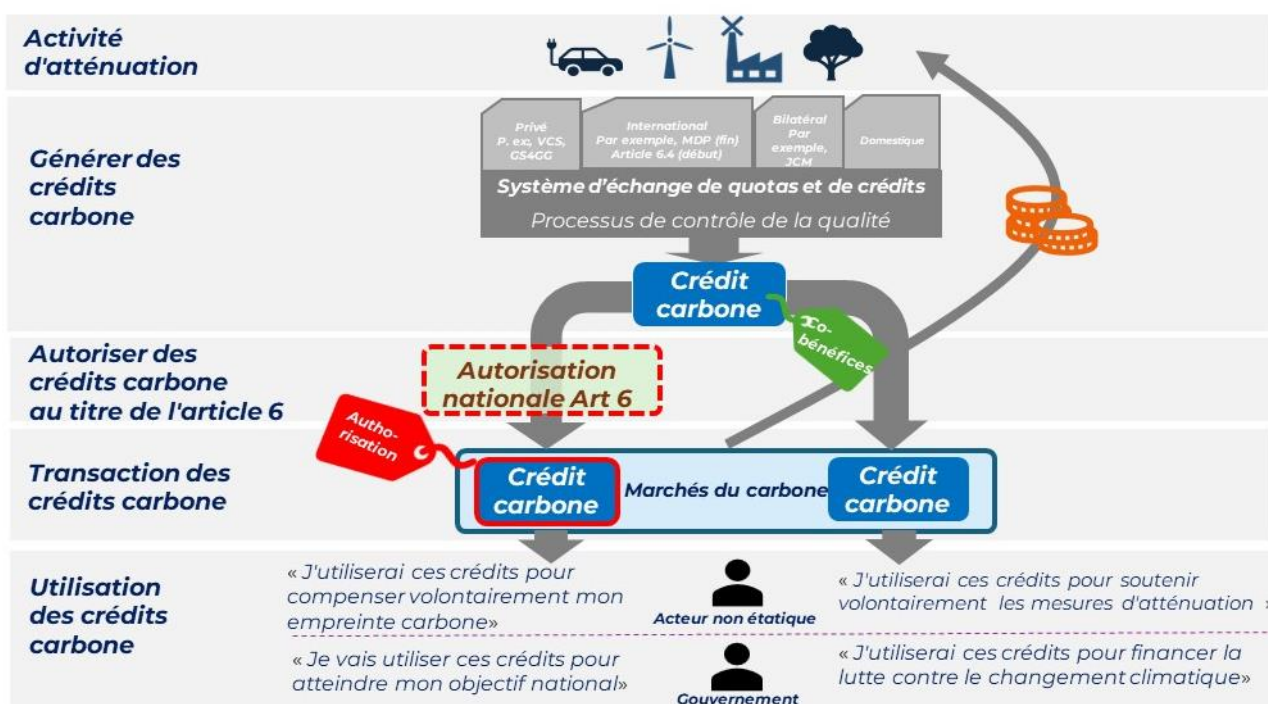 Activité
d'atténuation
Générer des
crédits
carbone
Privé
P. ex, VCS,
GS4GG
International
Par exemple, MDP (fin)
Article 6.4 (début)
Bilatéral
Par
exemple,
JCM
Domestique
Système d'échange de quotas et de crédits
Processus de contrôle de la qualité
Crédit
carbone
Co-
bénéfices
Autoriser des
crédits carbone
au titre de l'article 6
Autorisation
nationale Art 6
Autho-
risation
Transaction des
crédits carbone
Crédit
carbone
Marchés du carbone
Crédit
carbone
Utilisation
des crédits
carbone
« J'utiliserai ces crédits pour
compenser volontairement mon
empreinte carbone»
Acteur non étatique
« J'utiliserai ces crédits pour soutenir
volontairement les mesures d'atténuation »
« Je vais utiliser ces crédits pour
atteindre mon objectif national»
Gouvernement
« J'utiliserai ces crédits pour financer la
lutte contre le changement climatique»